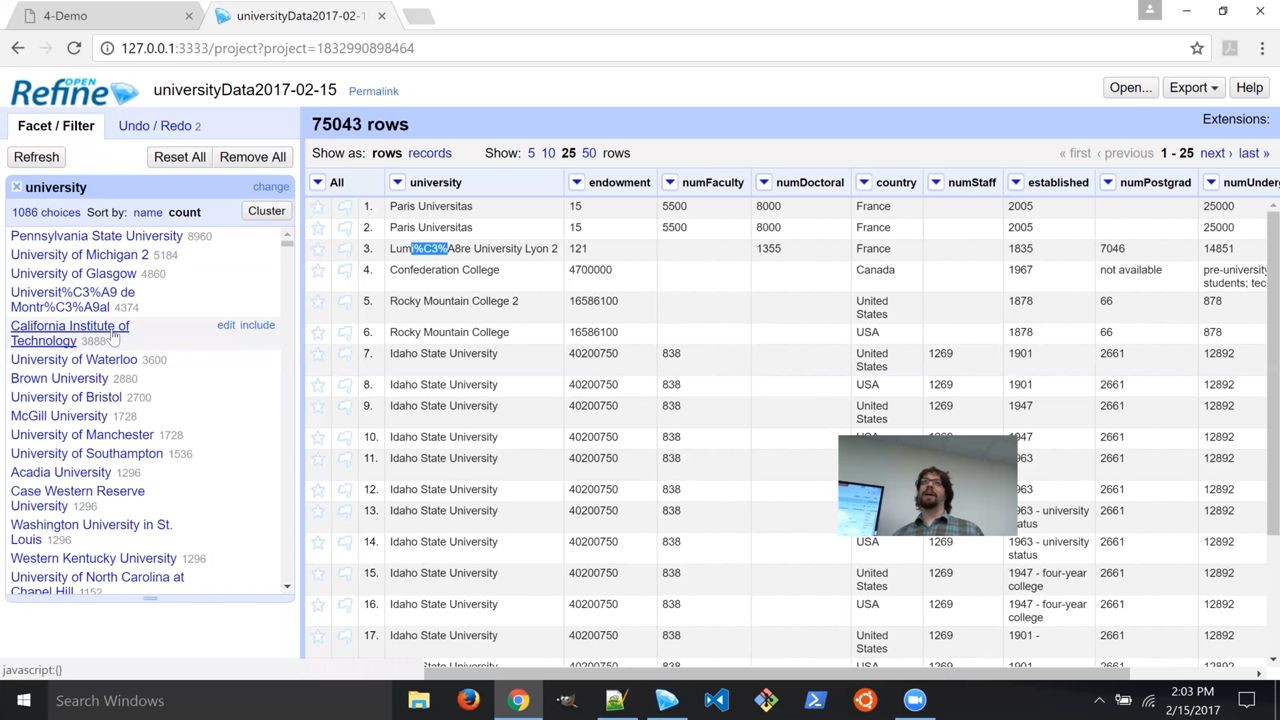 4-Demo
universityData2017-02-1
127.0.0.1:3333/project?project=1832990898464
OPEN
Refine
universityData2017-02-15
Permalink
Open...
Export
Help
Facet / Filter
Undo / Redo 2
75043 rows
Extensions:
Refresh
Reset All
Remove All
Show as: rows records
Show: 5 10 25 50 rows
« first ‹ previous 1 - 25 next › last »
university
change
1086 choices Sort by: name count
Cluster
Pennsylvania State University 8960
University of Michigan 2 5184
University of Glasgow 4860
Universit%C3%A9 de
Montr%C3%A9al 4374
California Institute of
Technology 3888
edit include
University of Waterloo 3600
Brown University 2880
University of Bristol 2700
McGill University 1728
University of Manchester 1728
University of Southampton 1536
Acadia University 1296
Case Western Reserve
University 1296
Washington University in St.
Louis 1296
Western Kentucky University 1296
University of North Carolina at
Chapel Hill 1152
All university endowment numFaculty numDoctoral country numStaff established numPostgrad numUnderg
1. Paris Universitas 15 5500 8000 France 2005 25000
2. Paris Universitas 15 5500 8000 France 2005 25000
3. Lumi%C3%A8re University Lyon 2 121 1355 France 1835 7046 14851
4. Confederation College 4700000 Canada 1967 not available pre-university
students; tec
5. Rocky Mountain College 2 16586100 United 1878 66 878
States
6. Rocky Mountain College 16586100 USA 1878 66 878
7. Idaho State University 40200750 838 United 1269 1901 2661 12892
States
8. Idaho State University 40200750 838 USA 1269 1901 2661 12892
9. Idaho State University 40200750 838 United 1269 1947 2661 12892
States
10. Idaho State University 40200750 838 1947 2661 12892
11. Idaho State University 40200750 838 2661 12892
12. Idaho State University 40200750 838 2661 12892
13. Idaho State University 40200750 838 university 2661 12892
status
14. Idaho State University 40200750 838 USA 1269 1963 - university 2661 12892
status
15. Idaho State University 40200750 838 United 1269 1947 - four-year 2661 12892
States college
16. Idaho State University 40200750 838 USA 1269 1947 - four-year 2661 12892
college
17. Idaho State University 40200750 838 United 1269 1901 - 2661 12892
States
javascript:{}
Search Windows
2:03 PM
2/15/2017